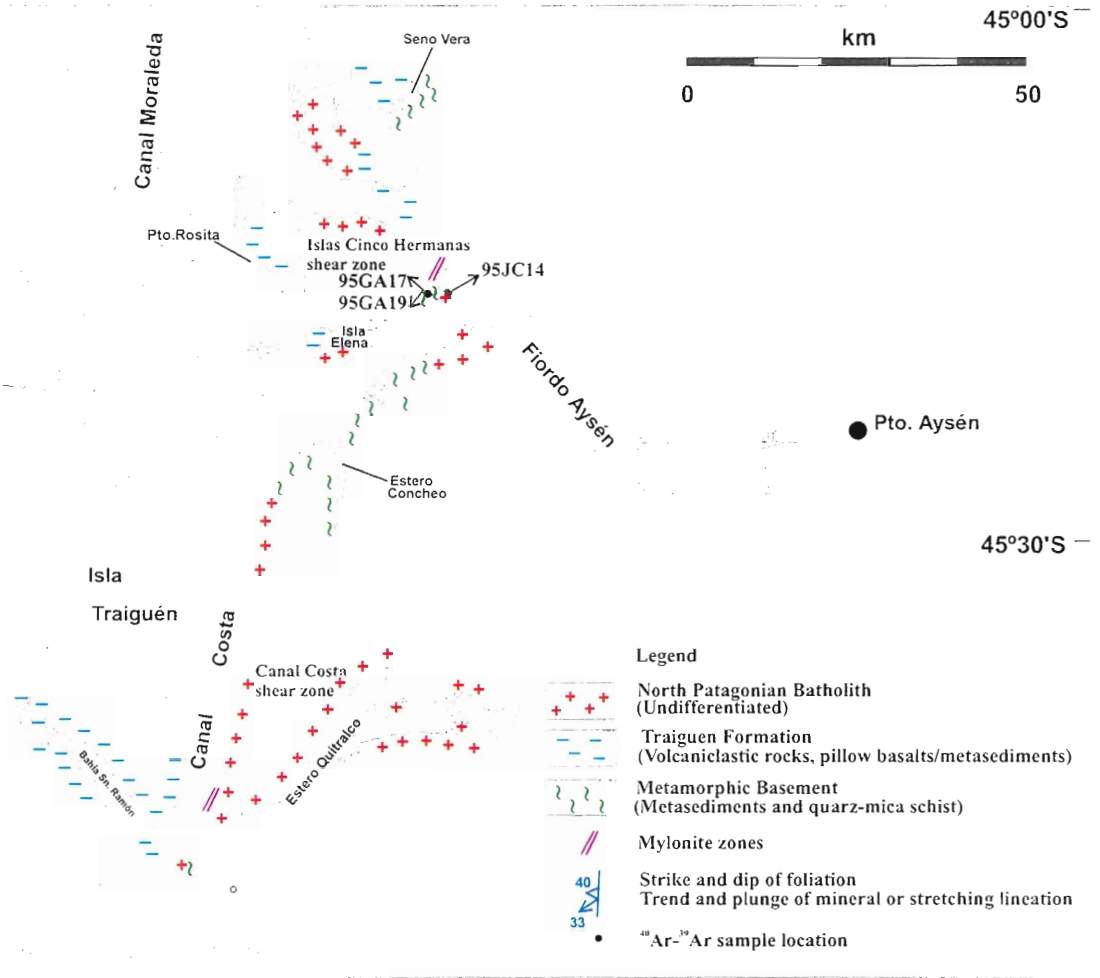 45º00'S
km
0 50
Seno Vera
Canal Moraleda
Pto.Rosita
Islas Cinco Hermanas
shear zone
95GA17
95JC14
95GA19
Isla
Elena
Fiordo Aysén
Pto. Aysén
Estero
Concheo
45º30'S
Isla
Traiguén
Canal Costa
Canal Costa
shear zone
Estero Quitralco
Bahía Sn. Ramón
Legend
North Patagonian Batholith
(Undifferentiated)
Traiguen Formation
(Volcaniclastic rocks, pillow basalts/metasediments)
Metamorphic Basement
(Metasediments and quarz-mica schist)
Mylonite zones
40
33
Strike and dip of foliation
Trend and plunge of mineral or stretching lineation
⁴⁰Ar-³⁹Ar sample location